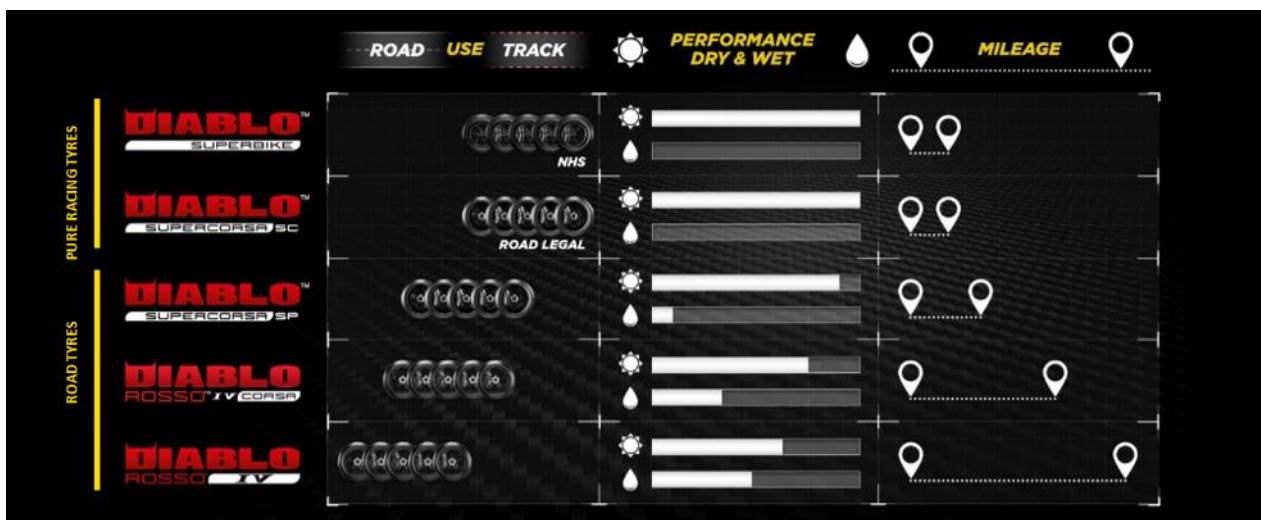 ROAD USE TRACK
PERFORMANCE
DRY & WET
MILEAGE
PURE RACING TYRES
DIABLO™
SUPERBIKE
NHS
DIABLO™
SUPERCORSA SC
ROAD LEGAL
ROAD TYRES
DIABLO™
SUPERCORSA SP
DIABLO
ROSSO™ IV CORSA
DIABLO
ROSSO IV